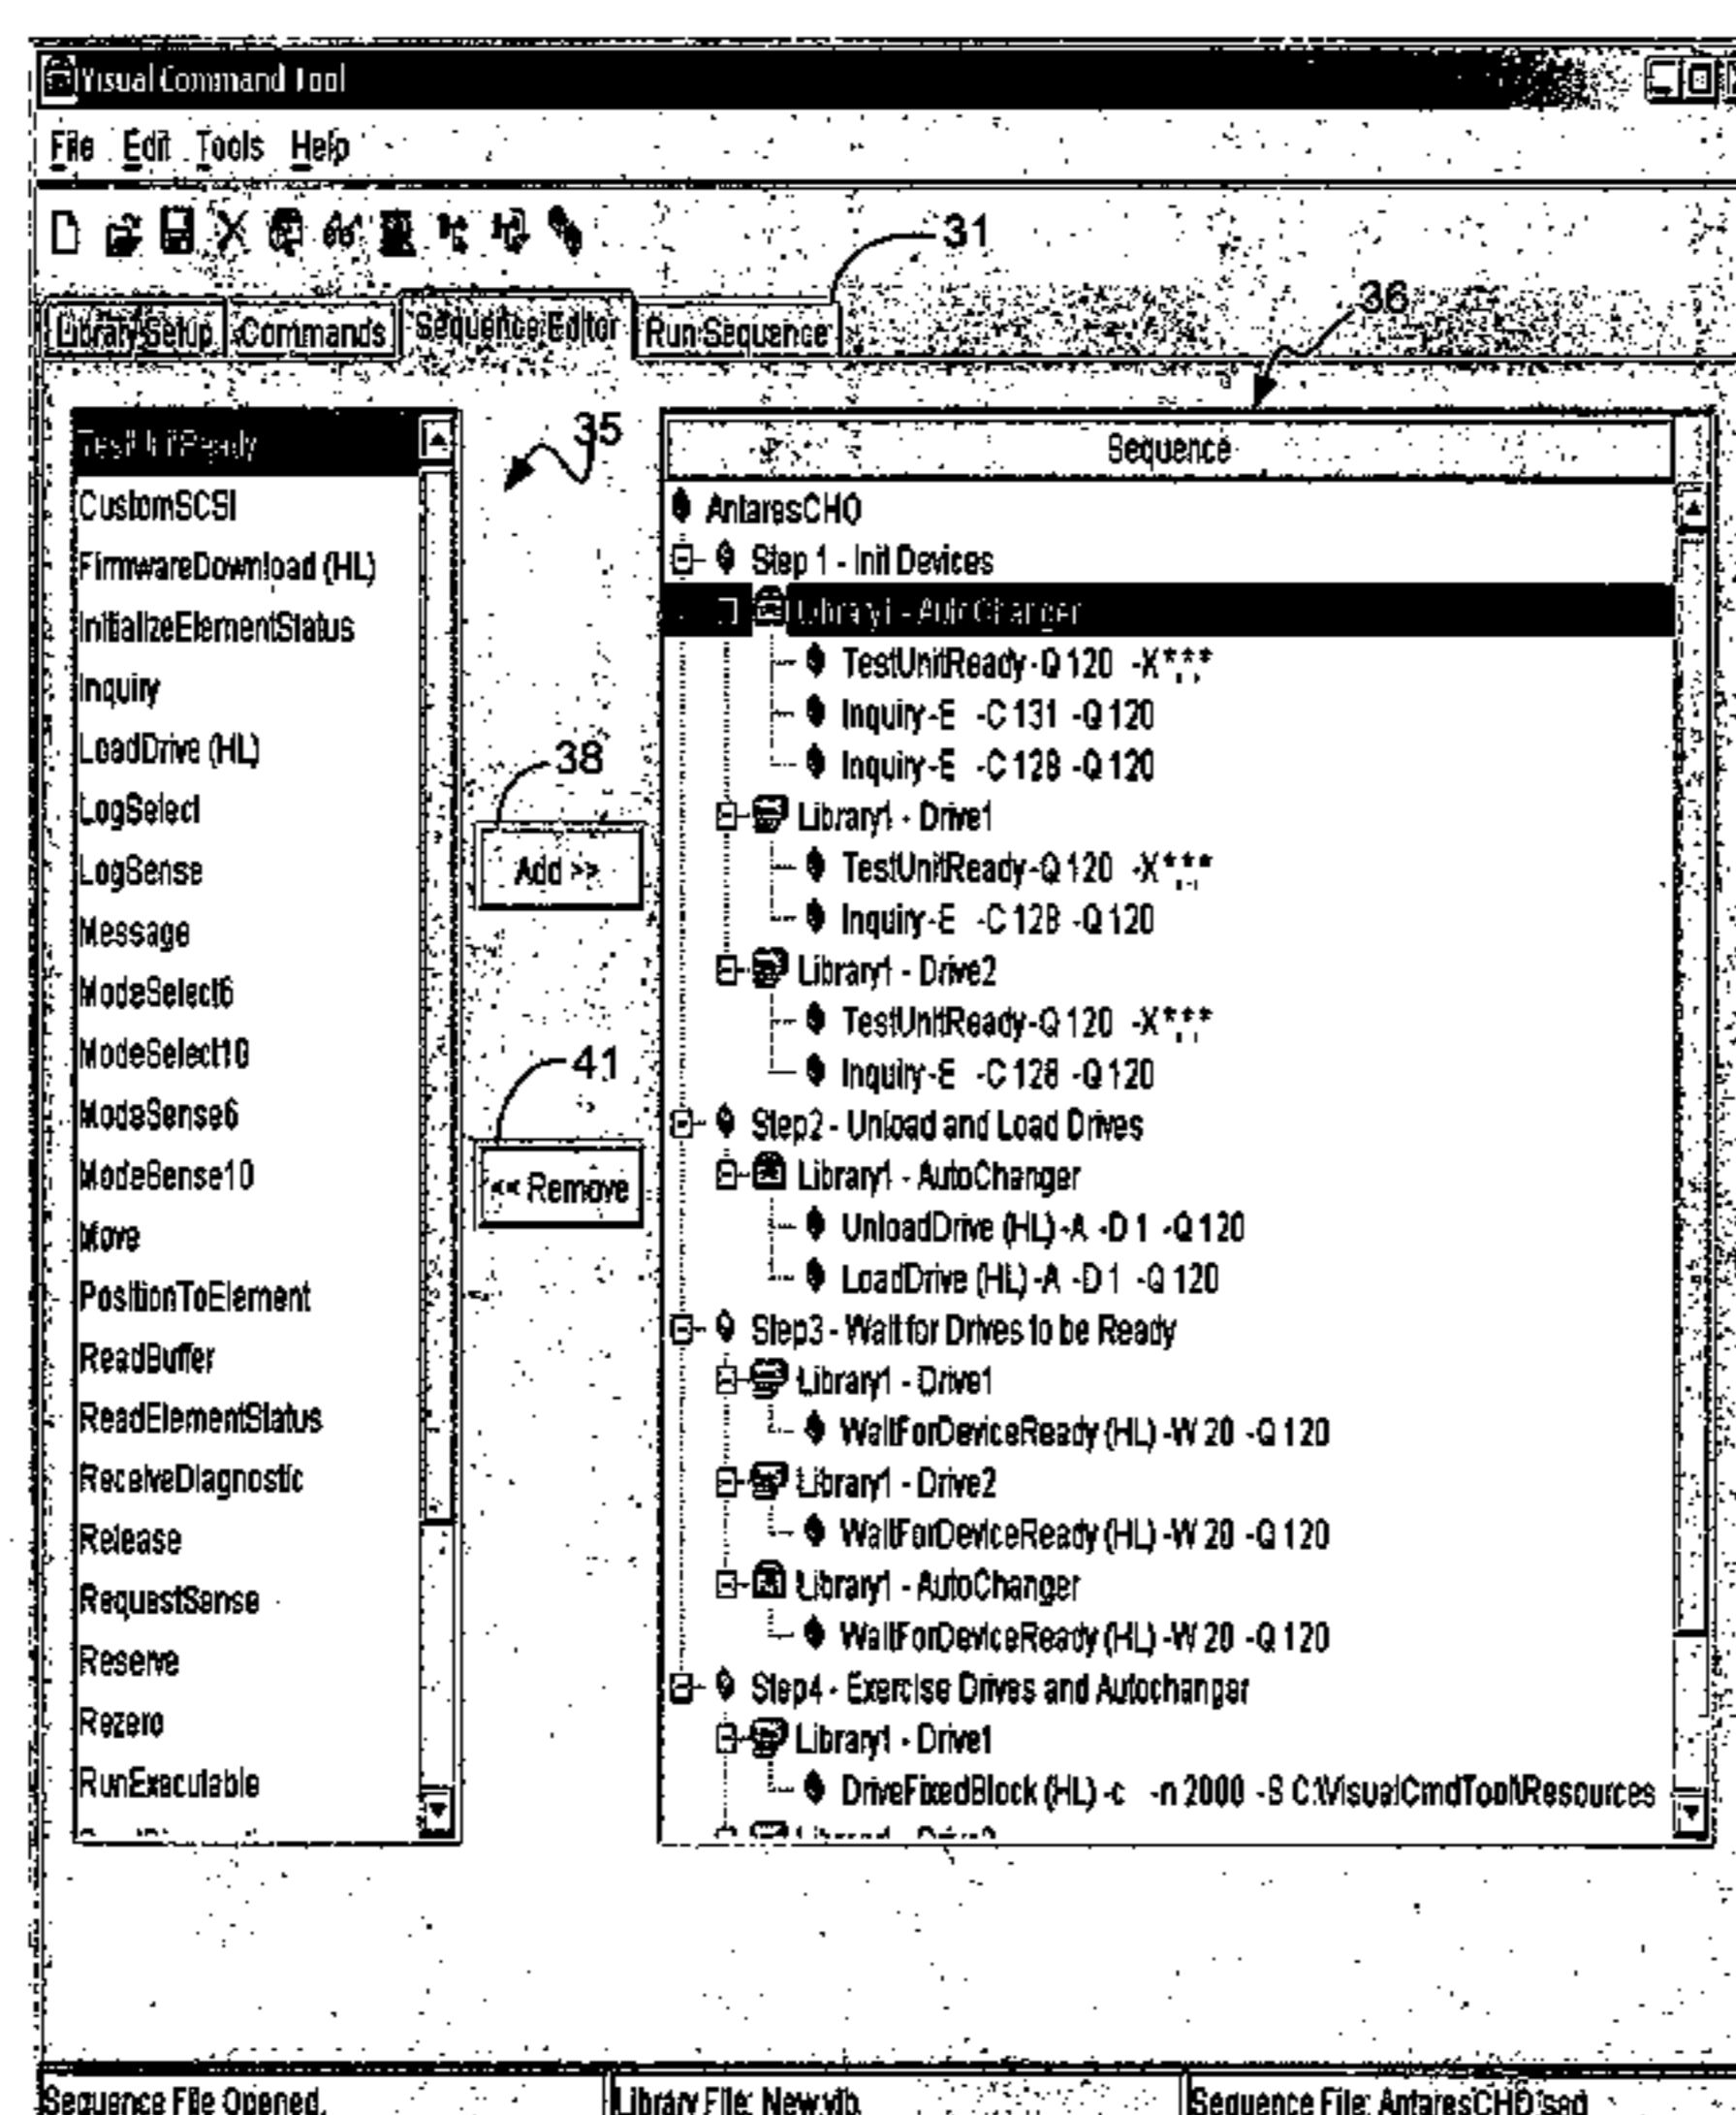 Visual Command Tool
File Edit Tools Help
31
36
Library Setup Commands Sequence Editor Run Sequence
35
TestUnitReady
CustomSCSI
FirmwareDownload (HL)
InitializeElementStatus
Inquiry
LoadDrive (HL)
LogSelect
LogSense
Message
ModeSelect6
ModeSelect10
ModeSense6
ModeSense10
Move
PositionToElement
ReadBuffer
ReadElementStatus
ReceiveDiagnostic
Release
RequestSense
Reserve
Rezero
RunExecutable
38
Add >>
41
<< Remove
Sequence
AntaresCHO
Step 1 - Init Devices
Library1 - AutoChanger
TestUnitReady -Q 120 -X *,*,*
Inquiry -E -C 131 -Q 120
Inquiry -E -C 128 -Q 120
Library1 - Drive1
TestUnitReady -Q 120 -X *,*,*
Inquiry -E -C 128 -Q 120
Library1 - Drive2
TestUnitReady -Q 120 -X *,*,*
Inquiry -E -C 128 -Q 120
Step2 - Unload and Load Drives
Library1 - AutoChanger
UnloadDrive (HL) -A -D 1 -Q 120
LoadDrive (HL) -A -D 1 -Q 120
Step3 - Wait for Drives to be Ready
Library1 - Drive1
WaitForDeviceReady (HL) -W 20 -Q 120
Library1 - Drive2
WaitForDeviceReady (HL) -W 20 -Q 120
Library1 - AutoChanger
WaitForDeviceReady (HL) -W 20 -Q 120
Step4 - Exercise Drives and Autochanger
Library1 - Drive1
DriveFixedBlock (HL) -c -n 2000 -S C:\VisualCmdTool\Resources
Sequence File Opened.
Library File: New.vlb
Sequence File: AntaresCHO.seq